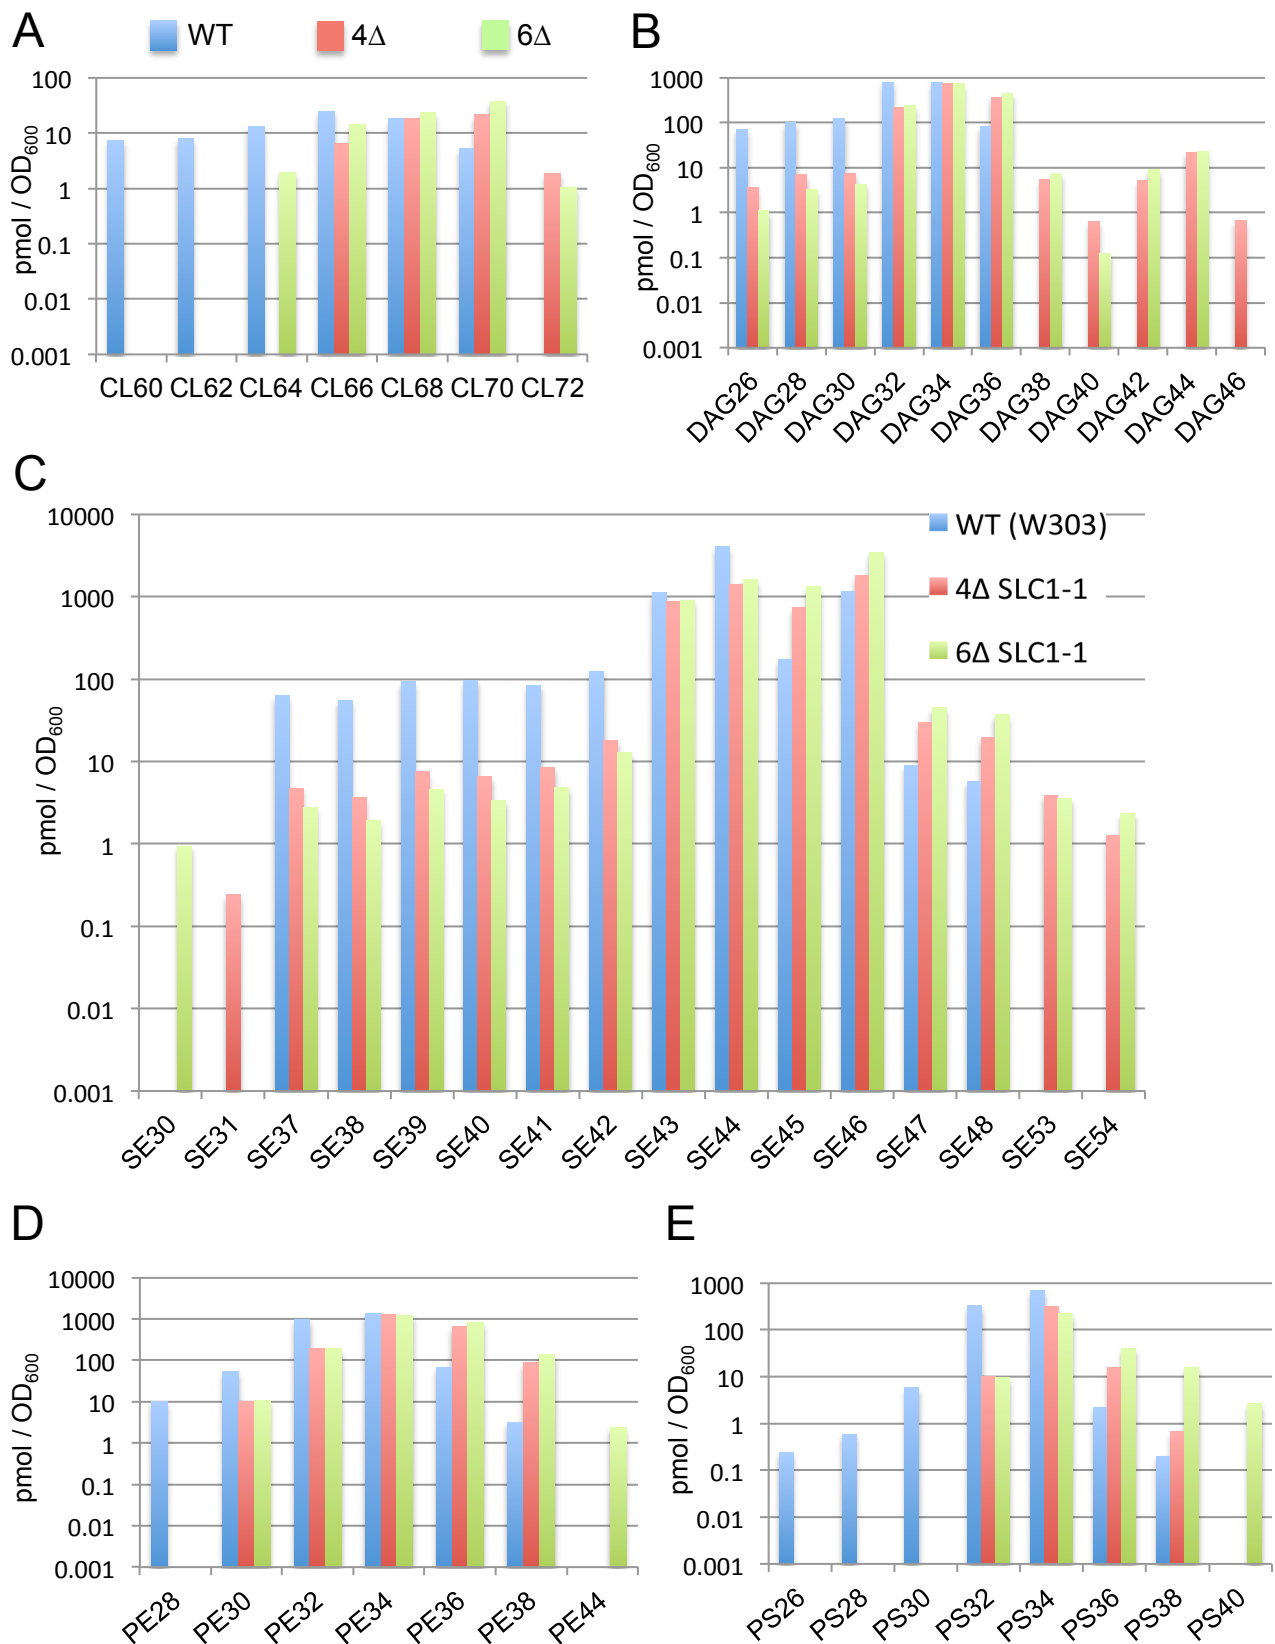 A
WT 4Δ 6Δ
pmol / OD600
100
10
1
0.1
0.01
0.001
CL60 CL62 CL64 CL66 CL68 CL70 CL72
B
pmol / OD600
1000
100
10
1
0.1
0.01
0.001
DAG26 DAG28 DAG30 DAG32 DAG34 DAG36 DAG38 DAG40 DAG42 DAG44 DAG46
C
pmol / OD600
10000
1000
100
10
1
0.1
0.01
0.001
WT (W303)
4Δ SLC1-1
6Δ SLC1-1
SE30 SE31 SE37 SE38 SE39 SE40 SE41 SE42 SE43 SE44 SE45 SE46 SE47 SE48 SE53 SE54
D
pmol / OD600
10000
1000
100
10
1
0.1
0.01
0.001
PE28 PE30 PE32 PE34 PE36 PE38 PE44
E
pmol / OD600
1000
100
10
1
0.1
0.01
0.001
PS26 PS28 PS30 PS32 PS34 PS36 PS38 PS40